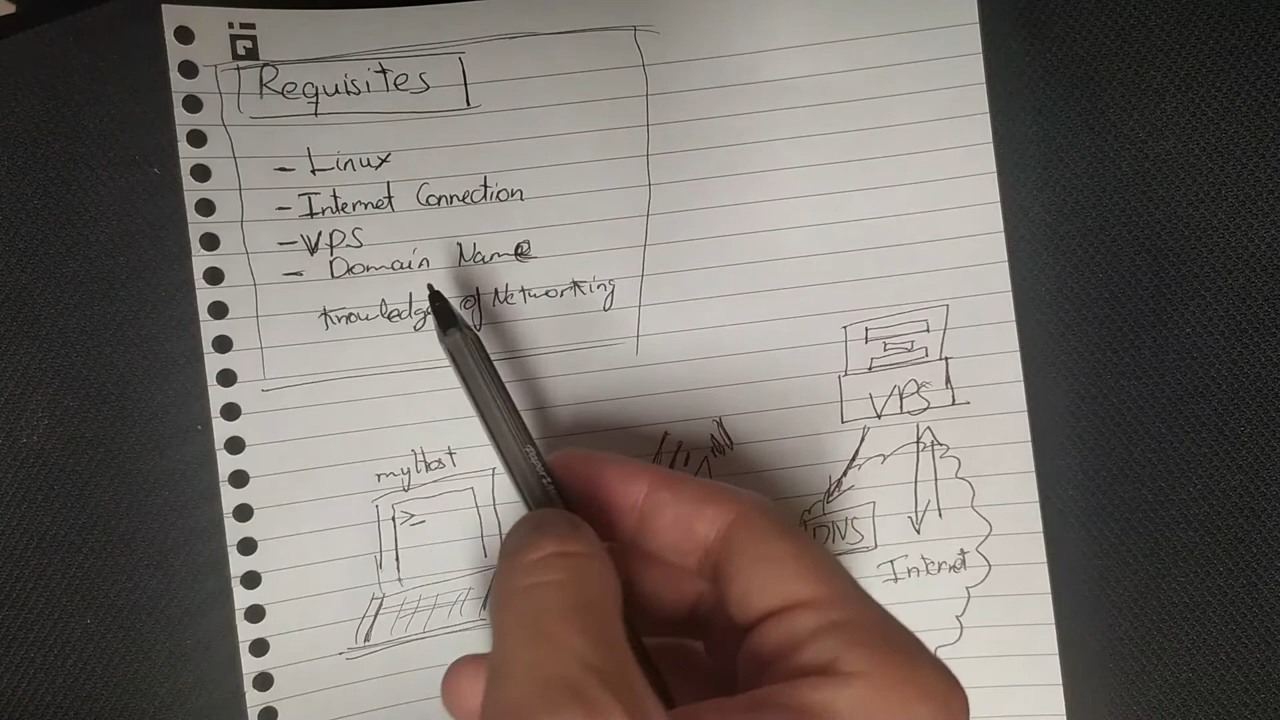 Requisites
- Linux
- Internet Connection
- VPS
- Domain Name
Knowledge of Networking
VPS
myHost
>_
DNS
Internet